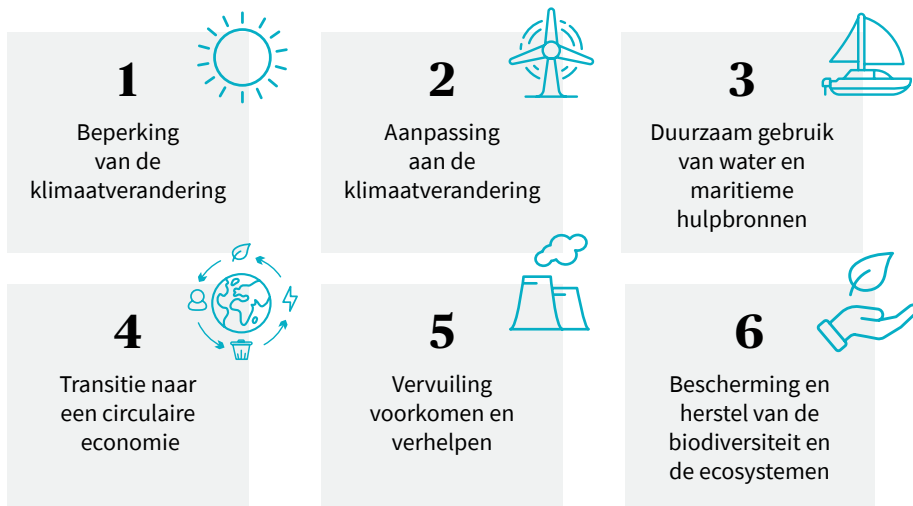 1
Beperking
van de
klimaatverandering
2
Aanpassing
aan de
klimaatverandering
3
Duurzaam gebruik
van water en
maritieme
hulpbronnen
4
Transitie naar
een circulaire
economie
5
Vervuiling
voorkomen en
verhelpen
6
Bescherming en
herstel van de
biodiversiteit en
de ecosystemen